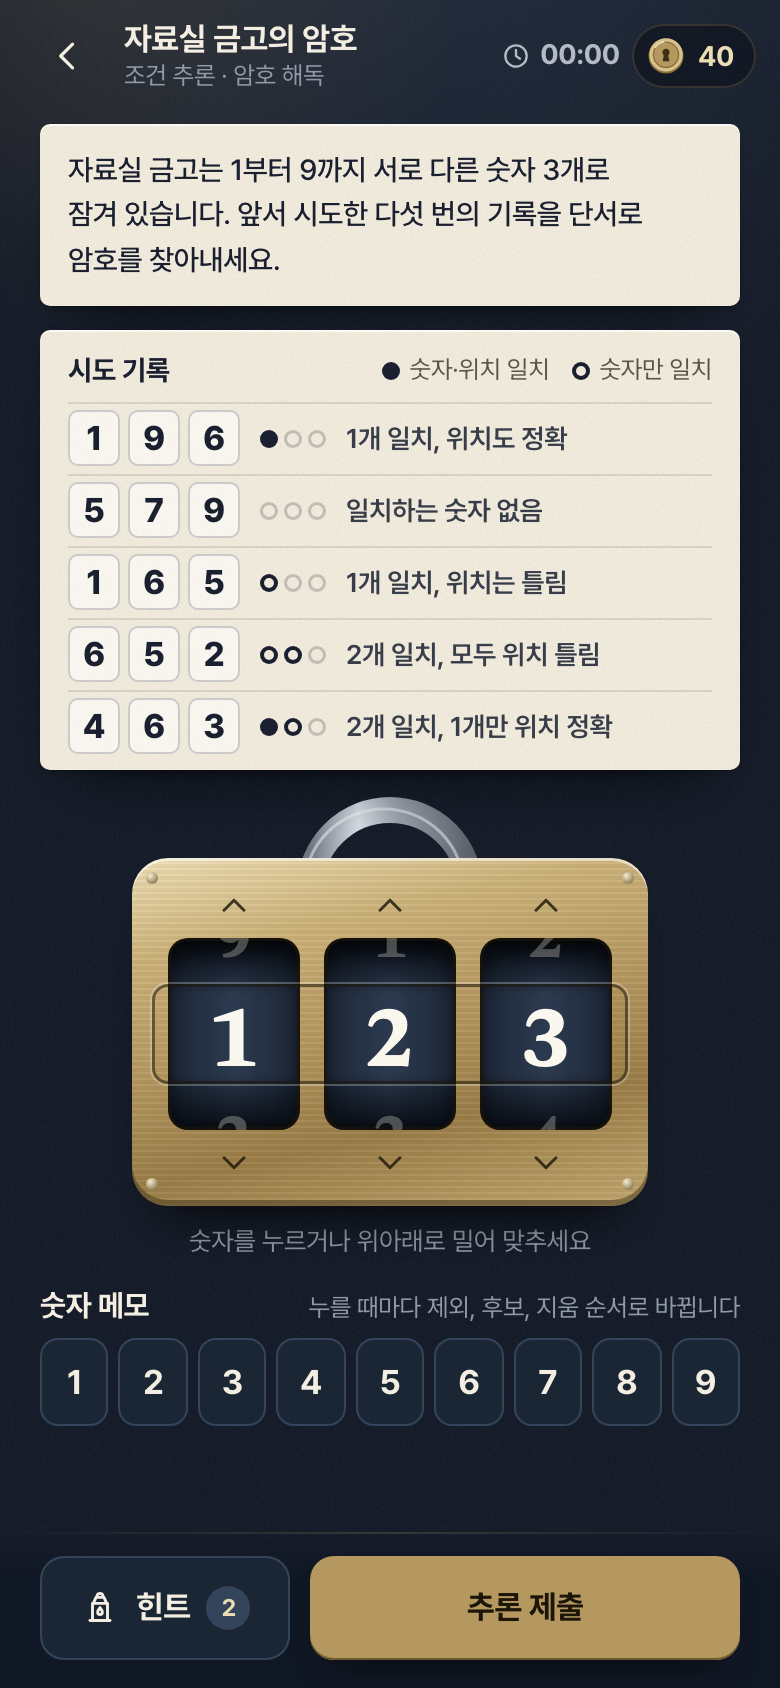 자료실 금고의 암호
조건 추론 · 암호 해독
00:00
40
자료실 금고는 1부터 9까지 서로 다른 숫자 3개로
잠겨 있습니다. 앞서 시도한 다섯 번의 기록을 단서로
암호를 찾아내세요.
시도 기록 숫자·위치 일치 숫자만 일치
1 9 6 1개 일치, 위치도 정확
5 7 9 일치하는 숫자 없음
1 6 5 1개 일치, 위치는 틀림
6 5 2 2개 일치, 모두 위치 틀림
4 6 3 2개 일치, 1개만 위치 정확
9 1 2
1 2 3
2 3 4
숫자를 누르거나 위아래로 밀어 맞추세요
숫자 메모 누를 때마다 제외, 후보, 지움 순서로 바뀝니다
1 2 3 4 5 6 7 8 9
힌트 2 추론 제출